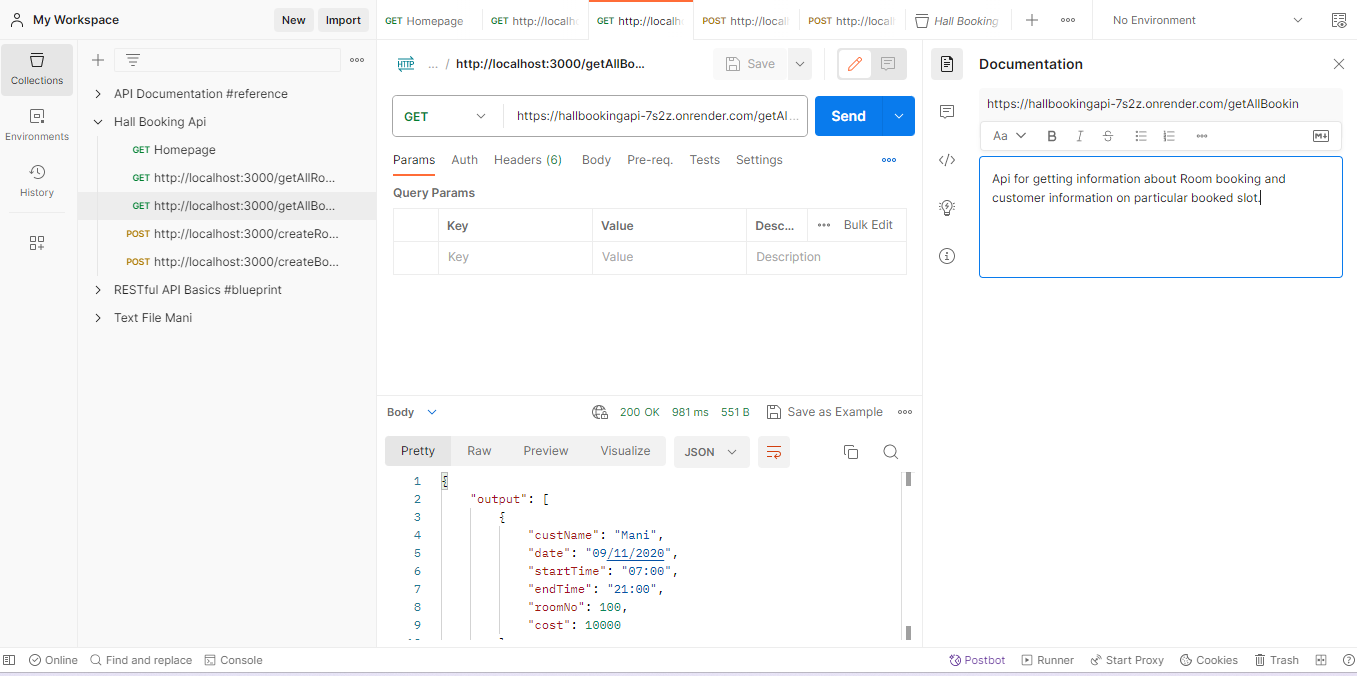 My Workspace
New
Import
GET Homepage
GET http://localh
GET http://localh
POST http://local
POST http://local
Hall Booking
No Environment
Collections
Environments
History
API Documentation #reference
Hall Booking Api
GET Homepage
GET http://localhost:3000/getAllRo...
GET http://localhost:3000/getAllBo...
POST http://localhost:3000/createRo...
POST http://localhost:3000/createBo...
RESTful API Basics #blueprint
Text File Mani
HTTP ... / http://localhost:3000/getAllBo...
Save
GET
https://hallbookingapi-7s2z.onrender.com/getAl...
Send
Params Auth Headers (6) Body Pre-req. Tests Settings
Query Params
Key Value Desc... Bulk Edit
Key Value Description
Body
200 OK 981 ms 551 B
Save as Example
Pretty Raw Preview Visualize JSON
1 {
2 "output": [
3 {
4 "custName": "Mani",
5 "date": "09/11/2020",
6 "startTime": "07:00",
7 "endTime": "21:00",
8 "roomNo": 100,
9 "cost": 10000
Documentation
https://hallbookingapi-7s2z.onrender.com/getAllBookin
Aa B I S
Api for getting information about Room booking and
customer information on particular booked slot.
Online Find and replace Console
Postbot Runner Start Proxy Cookies Trash